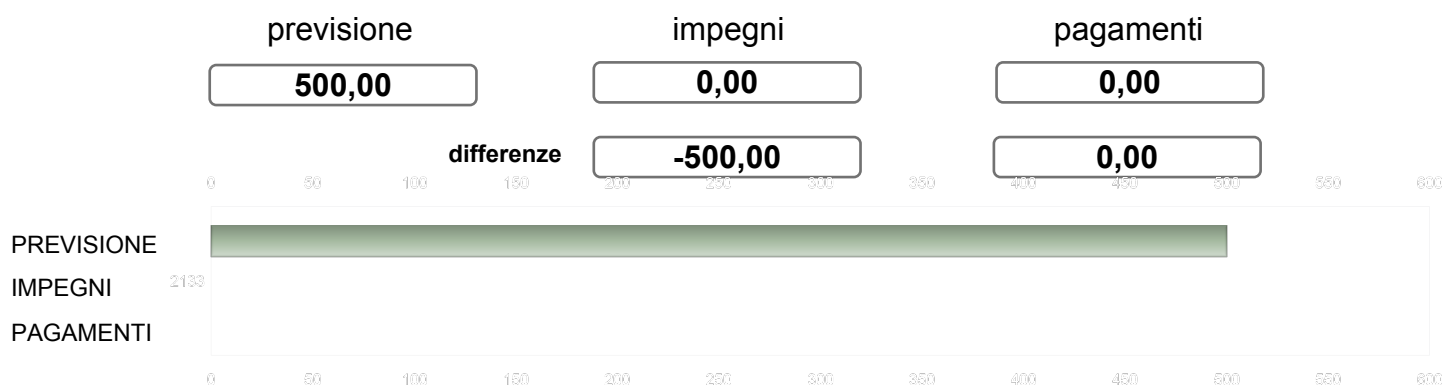 previsione impegni pagamenti
500,00 0,00 0,00
differenze -500,00 0,00
0 50 100 150 200 250 300 350 400 450 500 550 600
PREVISIONE
2133
IMPEGNI
PAGAMENTI
0 50 100 150 200 250 300 350 400 450 500 550 600